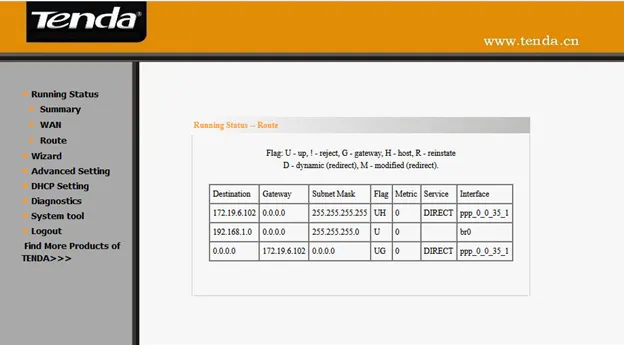 Tenda
www.tenda.cn
Running Status
Summary
WAN
Route
Wizard
Advanced Setting
DHCP Setting
Diagnostics
System tool
Logout
Find More Products of
TENDA>>>
Running Status -- Route
Flag: U - up, ! - reject, G - gateway, H - host, R - reinstate
D - dynamic (redirect), M - modified (redirect).
Destination Gateway Subnet Mask Flag Metric Service Interface
172.19.6.102 0.0.0.0 255.255.255.255 UH 0 DIRECT ppp_0_0_35_1
192.168.1.0 0.0.0.0 255.255.255.0 U 0 br0
0.0.0.0 172.19.6.102 0.0.0.0 UG 0 DIRECT ppp_0_0_35_1